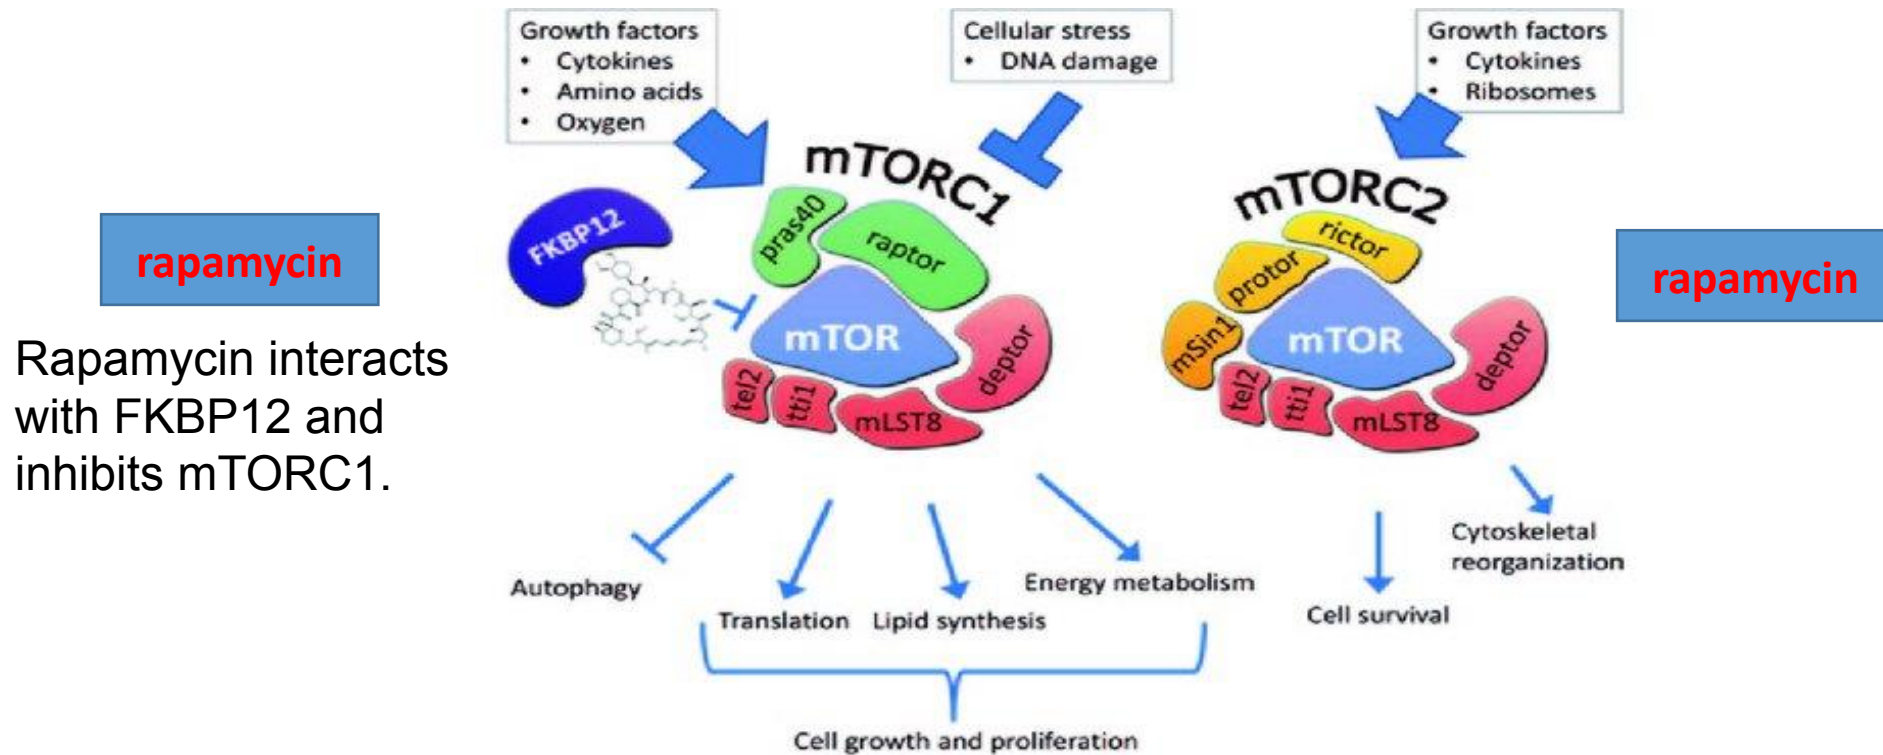 Growth factors
• Cytokines
• Amino acids
• Oxygen
Cellular stress
• DNA damage
Growth factors
• Cytokines
• Ribosomes
rapamycin
Rapamycin interacts
with FKBP12 and
inhibits mTORC1.
mTORC1
FKBP12
pras40
raptor
mTOR
deptor
tel2
tti1
mLST8
mTORC2
rictor
protor
mSin1
mTOR
deptor
tel2
tti1
mLST8
rapamycin
Autophagy
Translation
Lipid synthesis
Energy metabolism
Cell growth and proliferation
Cell survival
Cytoskeletal
reorganization